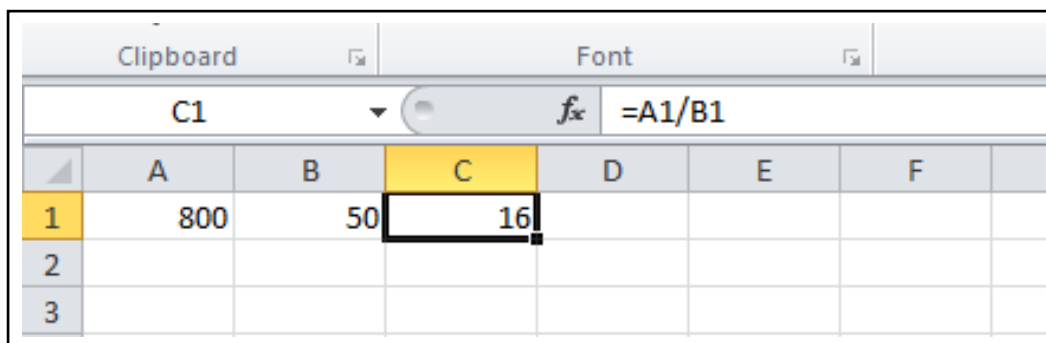 Clipboard Font
C1 fx =A1/B1
A B C D E F
1 800 50 16
2
3